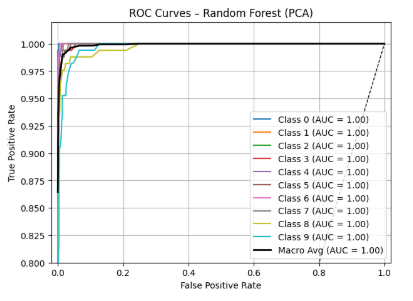 ROC Curves – Random Forest (PCA)
True Positive Rate
1.000
0.975
0.950
0.925
0.900
0.875
0.850
0.825
0.800
Class 0 (AUC = 1.00)
Class 1 (AUC = 1.00)
Class 2 (AUC = 1.00)
Class 3 (AUC = 1.00)
Class 4 (AUC = 1.00)
Class 5 (AUC = 1.00)
Class 6 (AUC = 1.00)
Class 7 (AUC = 1.00)
Class 8 (AUC = 1.00)
Class 9 (AUC = 1.00)
Macro Avg (AUC = 1.00)
0.0 0.2 0.4 0.6 0.8 1.0
False Positive Rate